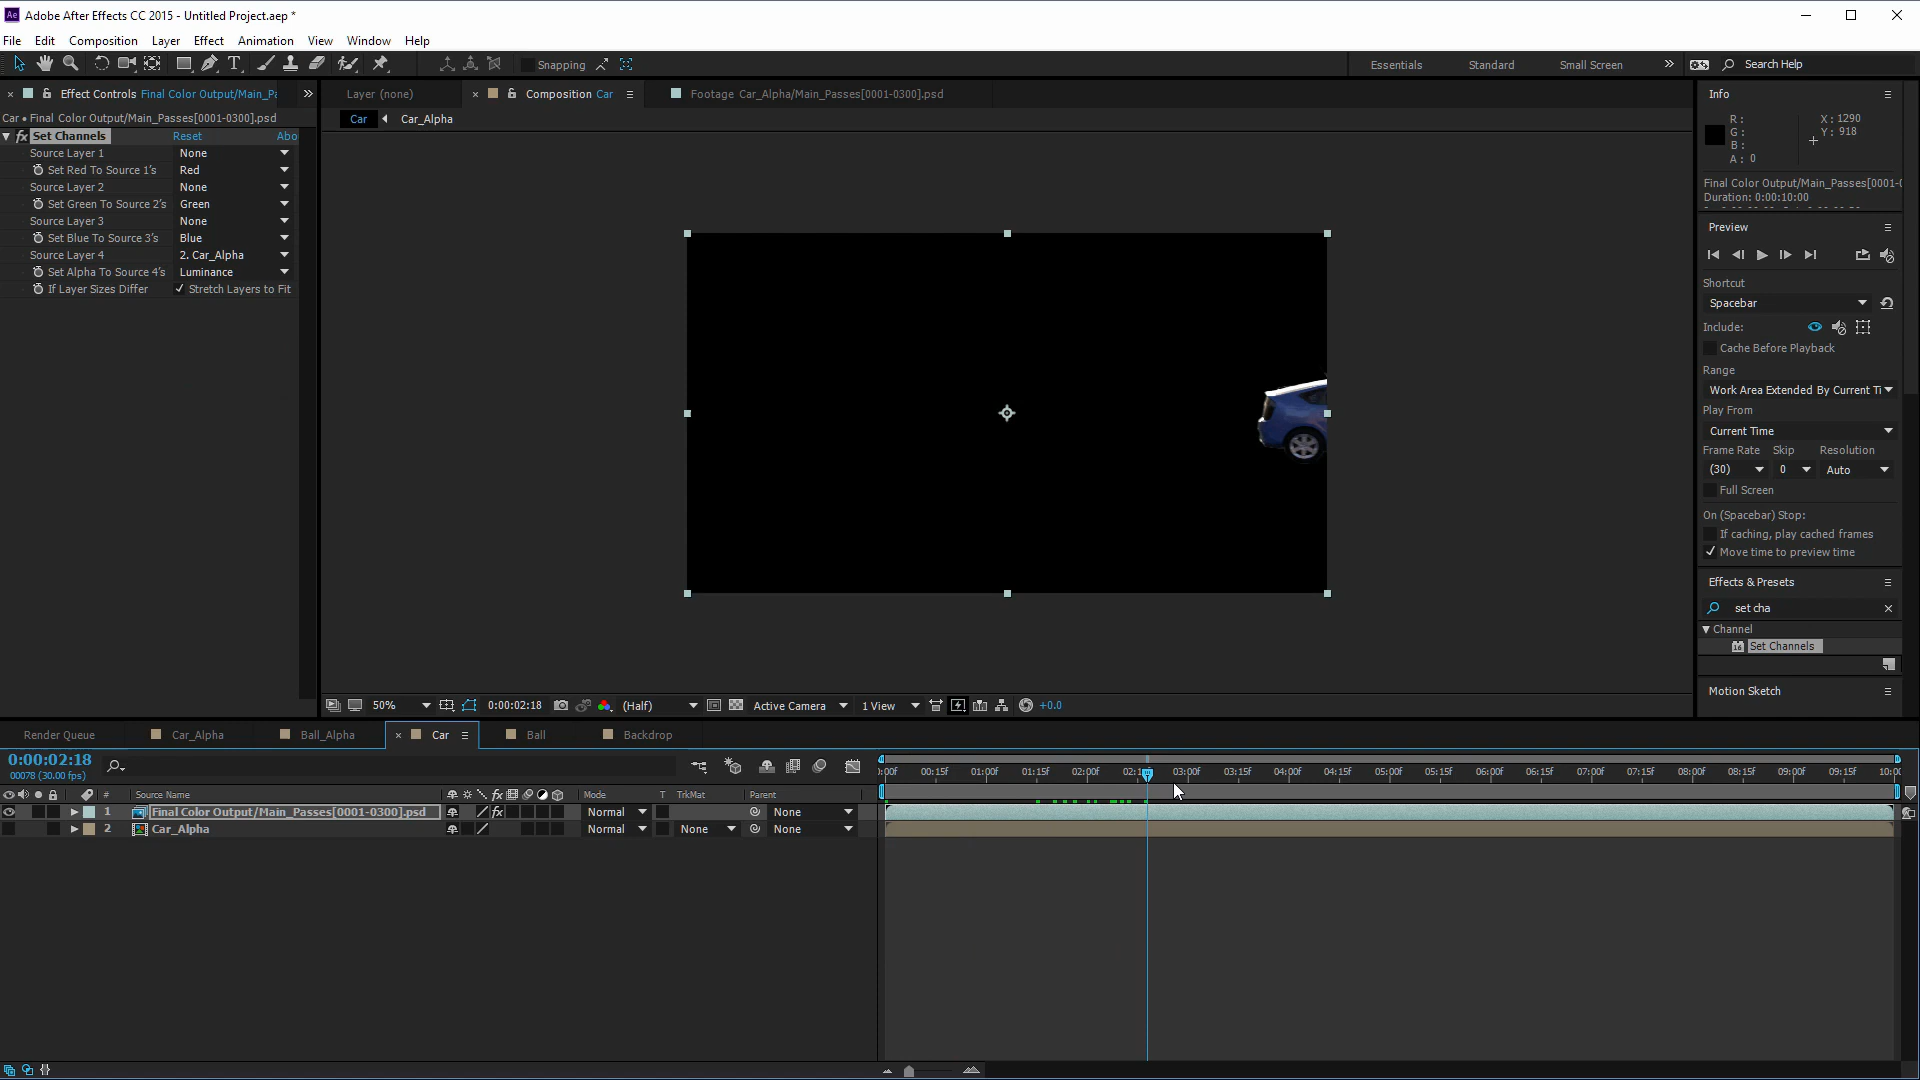 Adobe After Effects CC 2015 - Untitled Project.aep *
File Edit Composition Layer Effect Animation View Window Help
Snapping
Essentials Standard Small Screen Search Help
Effect Controls Final Color Output/Main_Pa
Layer (none)
Composition Car
Footage Car_Alpha/Main_Passes[0001-0300].psd
Car • Final Color Output/Main_Passes[0001-0300].psd
Car Car_Alpha
fx Set Channels Reset Abo
Source Layer 1 None
Set Red To Source 1's Red
Source Layer 2 None
Set Green To Source 2's Green
Source Layer 3 None
Set Blue To Source 3's Blue
Source Layer 4 2. Car_Alpha
Set Alpha To Source 4's Luminance
If Layer Sizes Differ Stretch Layers to Fit
Info
R : X : 1290
G : Y : 918
B :
A : 0
Final Color Output/Main_Passes[0001-0
Duration: 0:00:10:00
Preview
Shortcut
Spacebar
Include:
Cache Before Playback
Range
Work Area Extended By Current Ti
Play From
Current Time
Frame Rate Skip Resolution
(30) 0 Auto
Full Screen
On (Spacebar) Stop:
If caching, play cached frames
Move time to preview time
Effects & Presets
set cha
Channel
Set Channels
Motion Sketch
50% 0:00:02:18 (Half) Active Camera 1 View +0.0
Render Queue Car_Alpha Ball_Alpha Car Ball Backdrop
0:00:02:18
00078 (30.00 fps)
:00f 00:15f 01:00f 01:15f 02:00f 02:1 03:00f 03:15f 04:00f 04:15f 05:00f 05:15f 06:00f 06:15f 07:00f 07:15f 08:00f 08:15f 09:00f 09:15f 10:0
# Source Name Mode T TrkMat Parent
1 Final Color Output/Main_Passes[0001-0300].psd fx Normal None
2 Car_Alpha Normal None None